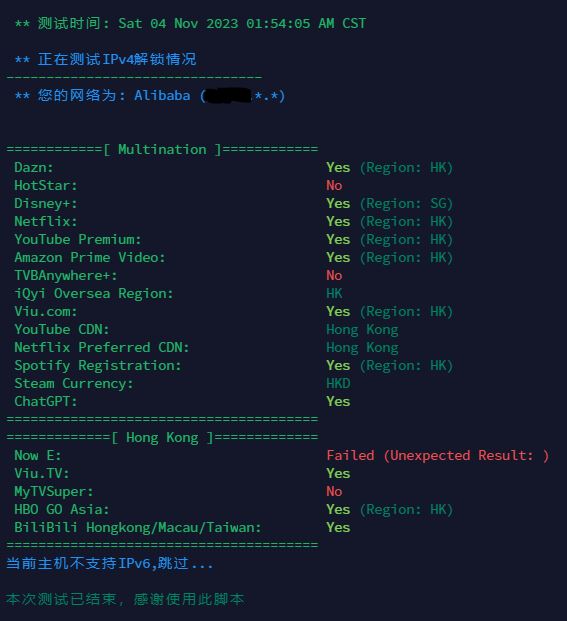 ** 测试时间: Sat 04 Nov 2023 01:54:05 AM CST
** 正在测试IPv4解锁情况
--------------------------------
** 您的网络为: Alibaba (.*.*)
============[ Multination ]============
Dazn: Yes (Region: HK)
HotStar: No
Disney+: Yes (Region: SG)
Netflix: Yes (Region: HK)
YouTube Premium: Yes (Region: HK)
Amazon Prime Video: Yes (Region: HK)
TVBAnywhere+: No
iQyi Oversea Region: HK
Viu.com: Yes (Region: HK)
YouTube CDN: Hong Kong
Netflix Preferred CDN: Hong Kong
Spotify Registration: Yes (Region: HK)
Steam Currency: HKD
ChatGPT: Yes
=======================================
=============[ Hong Kong ]=============
Now E: Failed (Unexpected Result: )
Viu.TV: Yes
MyTVSuper: No
HBO GO Asia: Yes (Region: HK)
BiliBili Hongkong/Macau/Taiwan: Yes
=======================================
当前主机不支持IPv6,跳过...
本次测试已结束，感谢使用此脚本